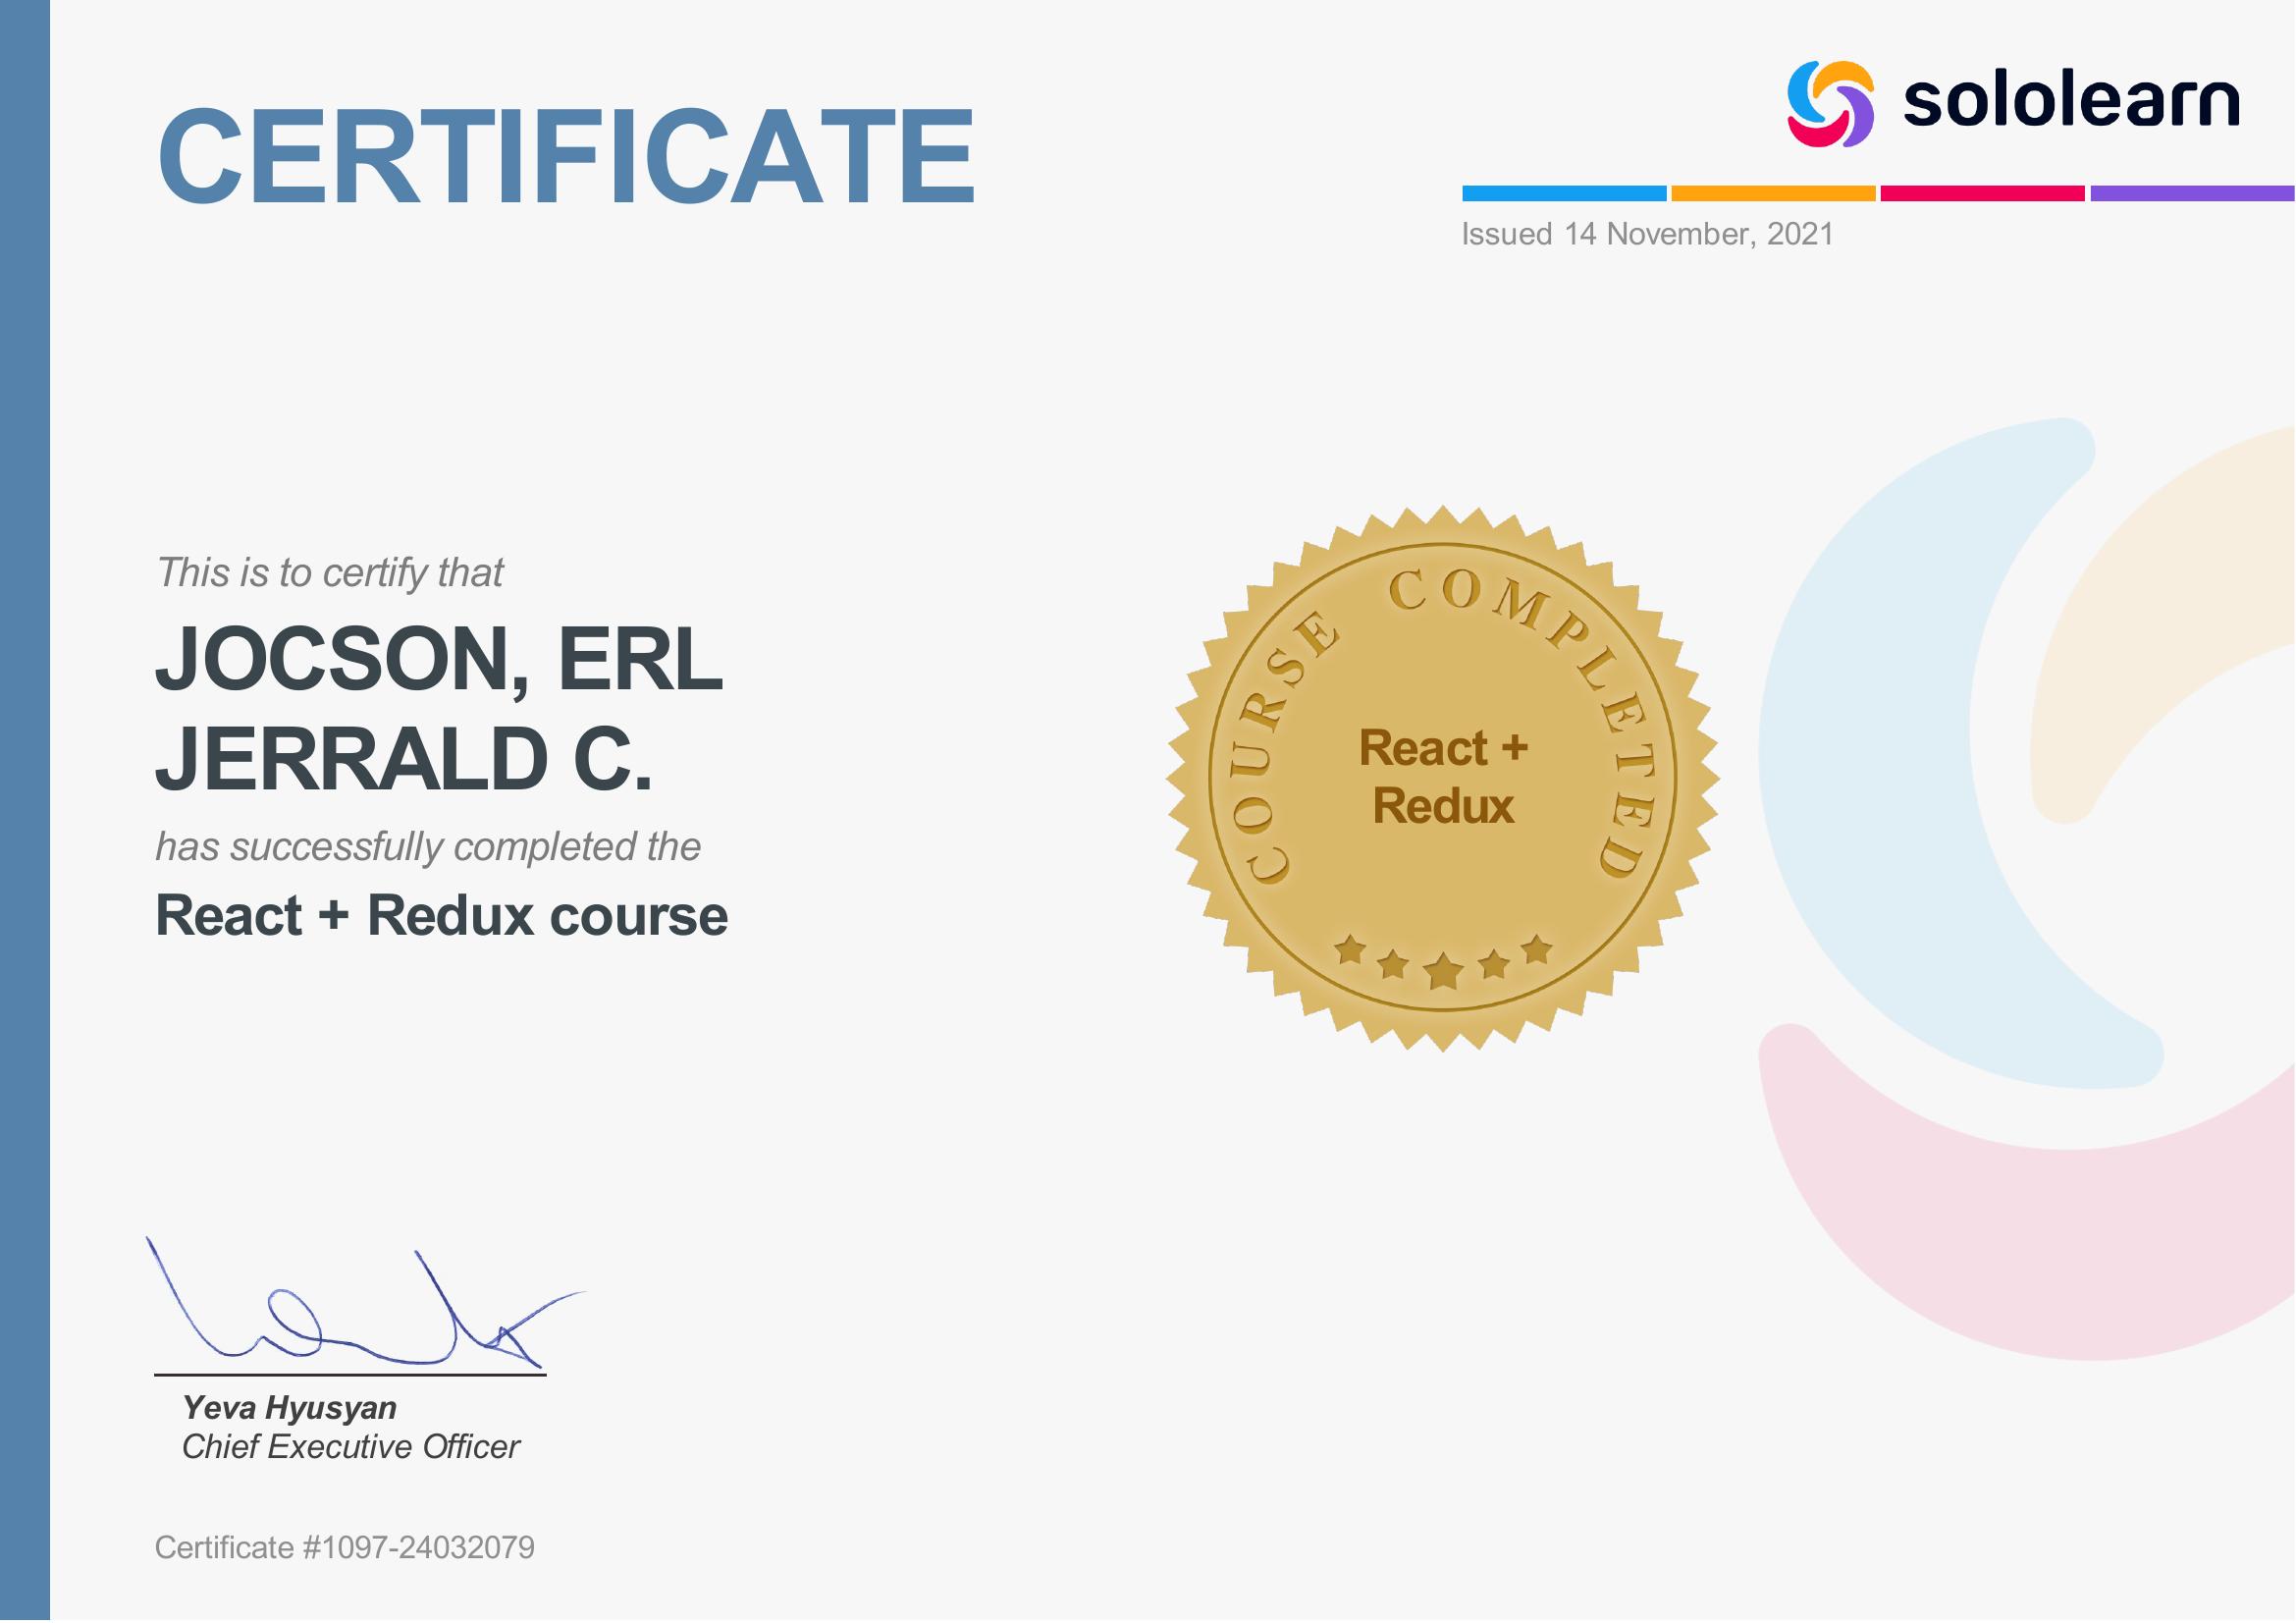 CERTIFICATE
sololearn
Issued 14 November, 2021
This is to certify that
JOCSON, ERL
JERRALD C.
has successfully completed the
React + Redux course
COURSE COMPLETED
React +
Redux
Yeva Hyusyan
Chief Executive Officer
Certificate #1097-24032079